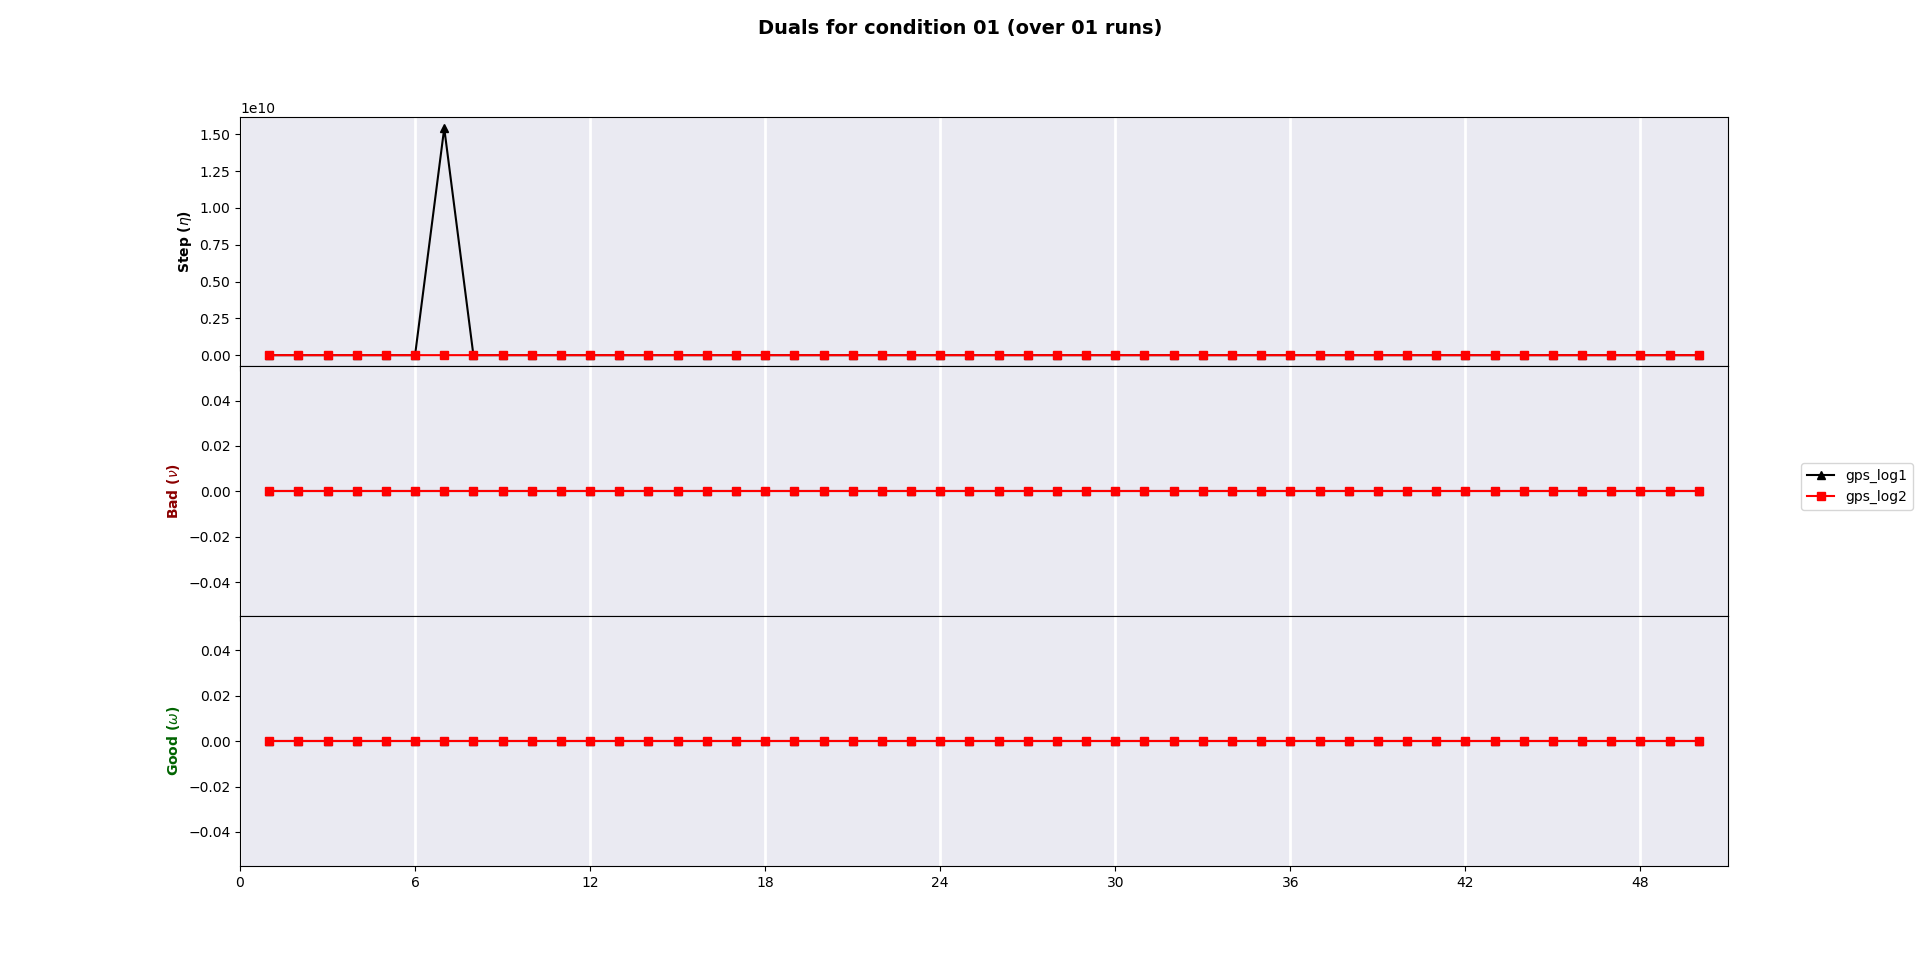 Duals for condition 01 (over 01 runs)
1e10
1.50
1.25
1.00
0.75
0.50
0.25
0.00
Step (η)
0.04
0.02
0.00
−0.02
−0.04
Bad (ν)
0.04
0.02
0.00
−0.02
−0.04
Good (ω)
0 6 12 18 24 30 36 42 48
gps_log1
gps_log2